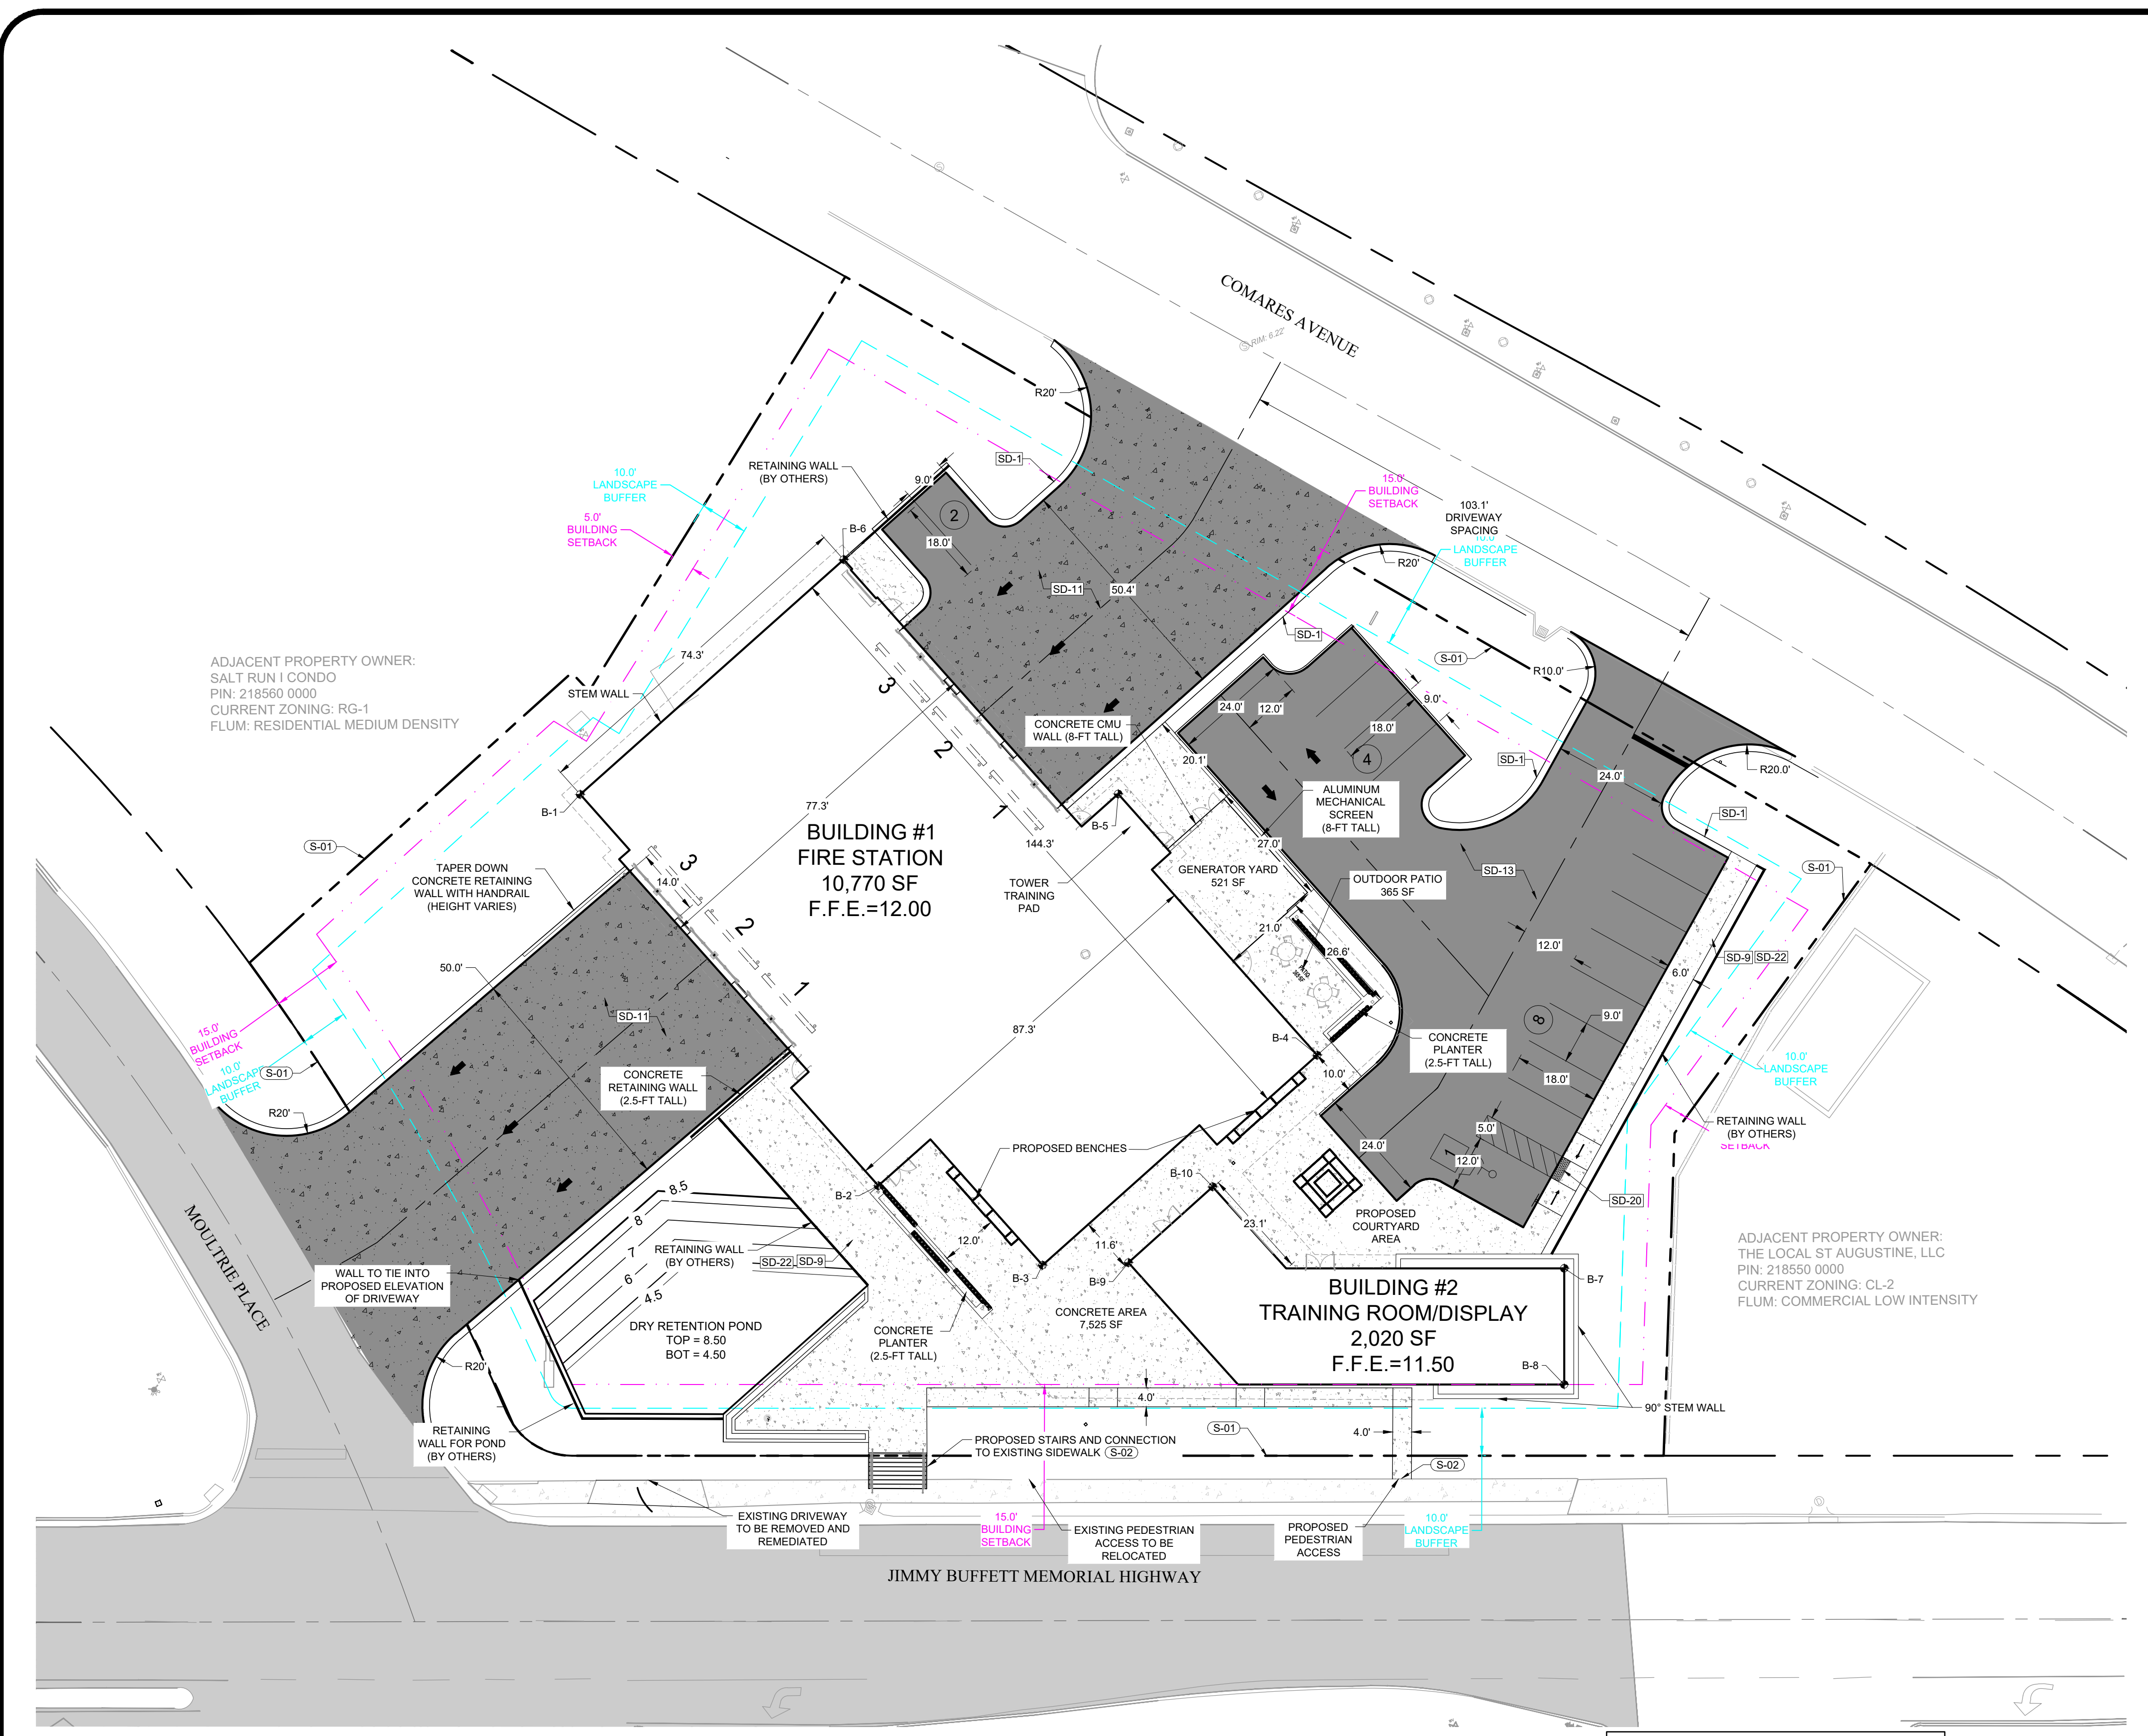 COMARES AVENUE
RIM: 6.22'
R20'
SD-1
RETAINING WALL
(BY OTHERS)
9.0'
2
18.0'
10.0'
LANDSCAPE
BUFFER
5.0'
BUILDING
SETBACK
B-6
15.0'
BUILDING
SETBACK
103.1'
DRIVEWAY
SPACING
10.0'
LANDSCAPE
BUFFER
R20'
SD-11
50.4'
SD-1
S-01
R10.0'
ADJACENT PROPERTY OWNER:
SALT RUN I CONDO
PIN: 218560 0000
CURRENT ZONING: RG-1
FLUM: RESIDENTIAL MEDIUM DENSITY
74.3'
STEM WALL
3
2
1
CONCRETE CMU
WALL (8-FT TALL)
24.0'
12.0'
9.0'
18.0'
4
SD-1
24.0'
R20.0'
SD-1
20.1'
ALUMINUM
MECHANICAL
SCREEN
(8-FT TALL)
B-1
77.3'
B-5
BUILDING #1
FIRE STATION
10,770 SF
F.F.E.=12.00
144.3'
27.0'
S-01
TAPER DOWN
CONCRETE RETAINING
WALL WITH HANDRAIL
(HEIGHT VARIES)
3
2
1
14.0'
TOWER
TRAINING
PAD
GENERATOR YARD
521 SF
OUTDOOR PATIO
365 SF
SD-13
S-01
21.0'
26.6'
PATIO
365 SF
12.0'
6.0'
SD-9
SD-22
50.0'
SD-11
87.3'
B-4
8
9.0'
15.0'
BUILDING
SETBACK
10.0'
LANDSCAPE
BUFFER
S-01
R20'
CONCRETE
RETAINING WALL
(2.5-FT TALL)
10.0'
CONCRETE
PLANTER
(2.5-FT TALL)
18.0'
10.0'
LANDSCAPE
BUFFER
RETAINING WALL
(BY OTHERS)
SETBACK
PROPOSED BENCHES
24.0'
5.0'
1
12.0'
SD-20
B-10
B-2
8.5
8
7
6
4.5
RETAINING WALL
(BY OTHERS)
SD-22
SD-9
12.0'
11.6'
23.1'
PROPOSED
COURTYARD
AREA
MOULTRIE PLACE
WALL TO TIE INTO
PROPOSED ELEVATION
OF DRIVEWAY
B-3
B-9
B-7
ADJACENT PROPERTY OWNER:
THE LOCAL ST AUGUSTINE, LLC
PIN: 218550 0000
CURRENT ZONING: CL-2
FLUM: COMMERCIAL LOW INTENSITY
DRY RETENTION POND
TOP = 8.50
BOT = 4.50
CONCRETE
PLANTER
(2.5-FT TALL)
CONCRETE AREA
7,525 SF
BUILDING #2
TRAINING ROOM/DISPLAY
2,020 SF
F.F.E.=11.50
B-8
R20'
4.0'
90° STEM WALL
RETAINING
WALL FOR POND
(BY OTHERS)
PROPOSED STAIRS AND CONNECTION
TO EXISTING SIDEWALK S-02
S-01
4.0'
S-02
EXISTING DRIVEWAY
TO BE REMOVED AND
REMEDIATED
15.0'
BUILDING
SETBACK
EXISTING PEDESTRIAN
ACCESS TO BE
RELOCATED
PROPOSED
PEDESTRIAN
ACCESS
10.0'
LANDSCAPE
BUFFER
JIMMY BUFFETT MEMORIAL HIGHWAY